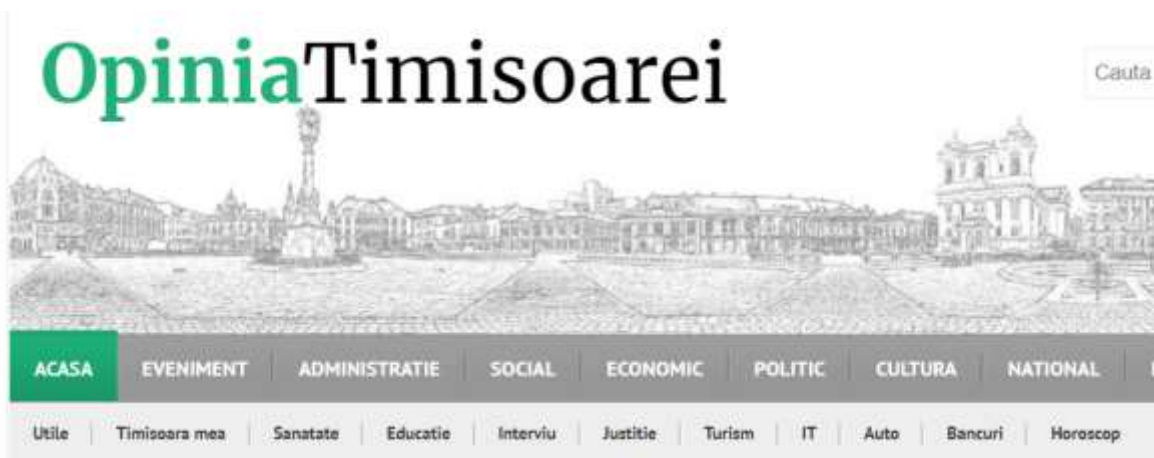 OpiniaTimisoarei
Cauta
ACASA EVENIMENT ADMINISTRATIE SOCIAL ECONOMIC POLITIC CULTURA NATIONAL
Utile Timisoara mea Sanatate Educatie Interviu Justitie Turism IT Auto Bancuri Horoscop